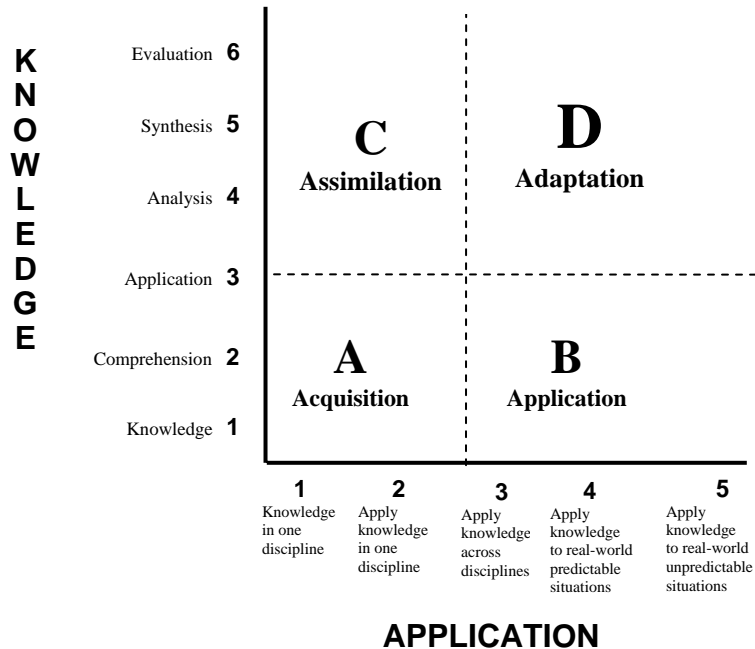 KNOWLEDGE
Evaluation 6
Synthesis 5
Analysis 4
Application 3
Comprehension 2
Knowledge 1
C
Assimilation
D
Adaptation
A
Acquisition
B
Application
1
Knowledge
in one
discipline
2
Apply
knowledge
in one
discipline
3
Apply
knowledge
across
disciplines
4
Apply
knowledge
to real-world
predictable
situations
5
Apply
knowledge
to real-world
unpredictable
situations
APPLICATION